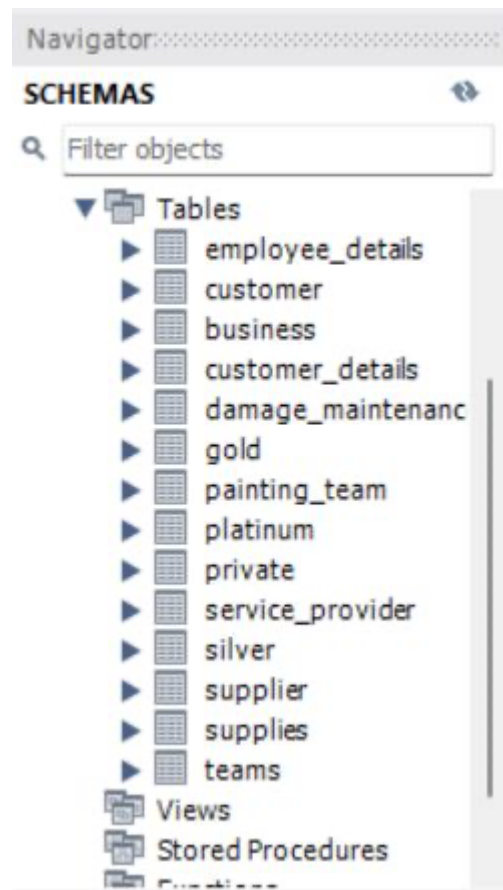 Navigator
SCHEMAS
Filter objects
Tables
employee_details
customer
business
customer_details
damage_maintenanc
gold
painting_team
platinum
private
service_provider
silver
supplier
supplies
teams
Views
Stored Procedures